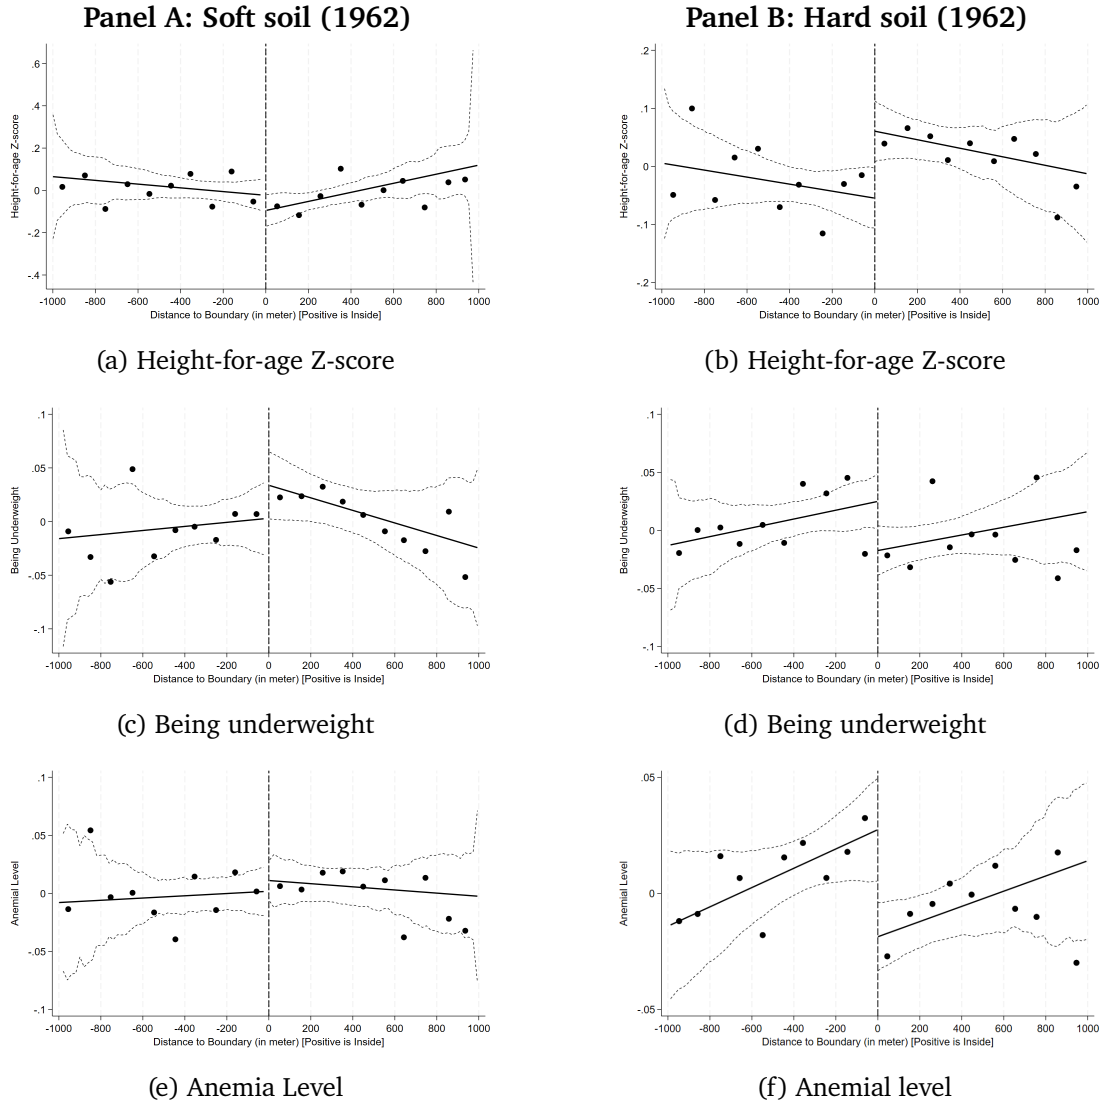 Panel A: Soft soil (1962)
Panel B: Hard soil (1962)
Height-for-age Z-score
.6
.4
.2
0
-.2
-.4
-1000 -800 -600 -400 -200 0 200 400 600 800 1000
Distance to Boundary (in meter) [Positive is Inside]
(a) Height-for-age Z-score
Height-for-age Z-score
.2
.1
0
-.1
-.2
-1000 -800 -600 -400 -200 0 200 400 600 800 1000
Distance to Boundary (in meter) [Positive is Inside]
(b) Height-for-age Z-score
Being Underweight
.1
.05
0
-.05
-.1
-1000 -800 -600 -400 -200 0 200 400 600 800 1000
Distance to Boundary (in meter) [Positive is Inside]
(c) Being underweight
Being Underweight
.1
.05
0
-.05
-.1
-1000 -800 -600 -400 -200 0 200 400 600 800 1000
Distance to Boundary (in meter) [Positive is Inside]
(d) Being underweight
Anemial Level
.1
.05
0
-.05
-.1
-1000 -800 -600 -400 -200 0 200 400 600 800 1000
Distance to Boundary (in meter) [Positive is Inside]
(e) Anemia Level
Anemial Level
.05
0
-.05
-1000 -800 -600 -400 -200 0 200 400 600 800 1000
Distance to Boundary (in meter) [Positive is Inside]
(f) Anemial level